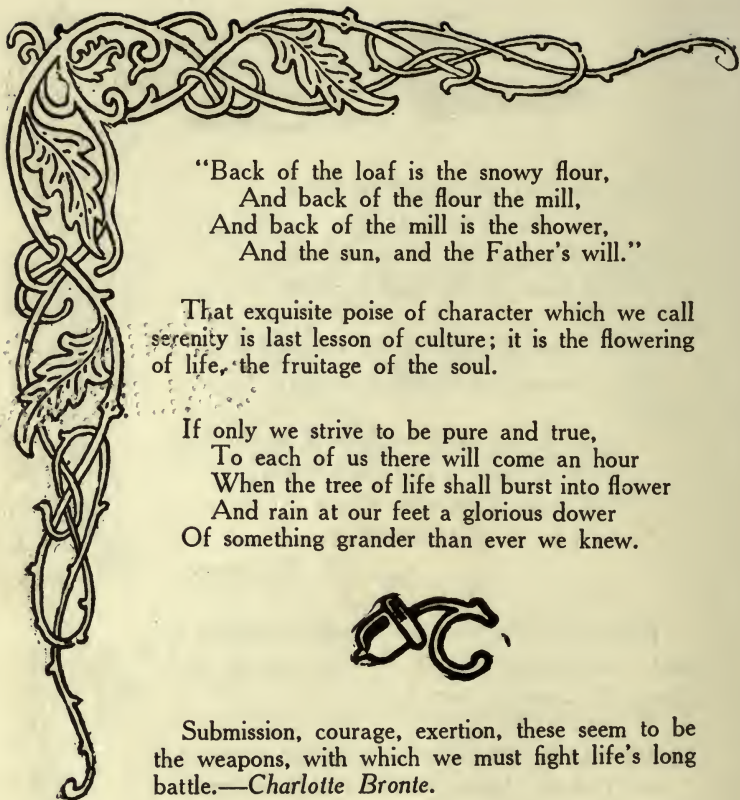 “Back of the loaf is the snowy flour,
And back of the flour the mill,
And back of the mill is the shower,
And the sun, and the Father’s will.”
That exquisite poise of character which we call
serenity is last lesson of culture; it is the flowering
of life, the fruitage of the soul.
If only we strive to be pure and true,
To each of us there will come an hour
When the tree of life shall burst into flower
And rain at our feet a glorious dower
Of something grander than ever we knew.
Submission, courage, exertion, these seem to be
the weapons, with which we must fight life’s long
battle.—Charlotte Bronte.